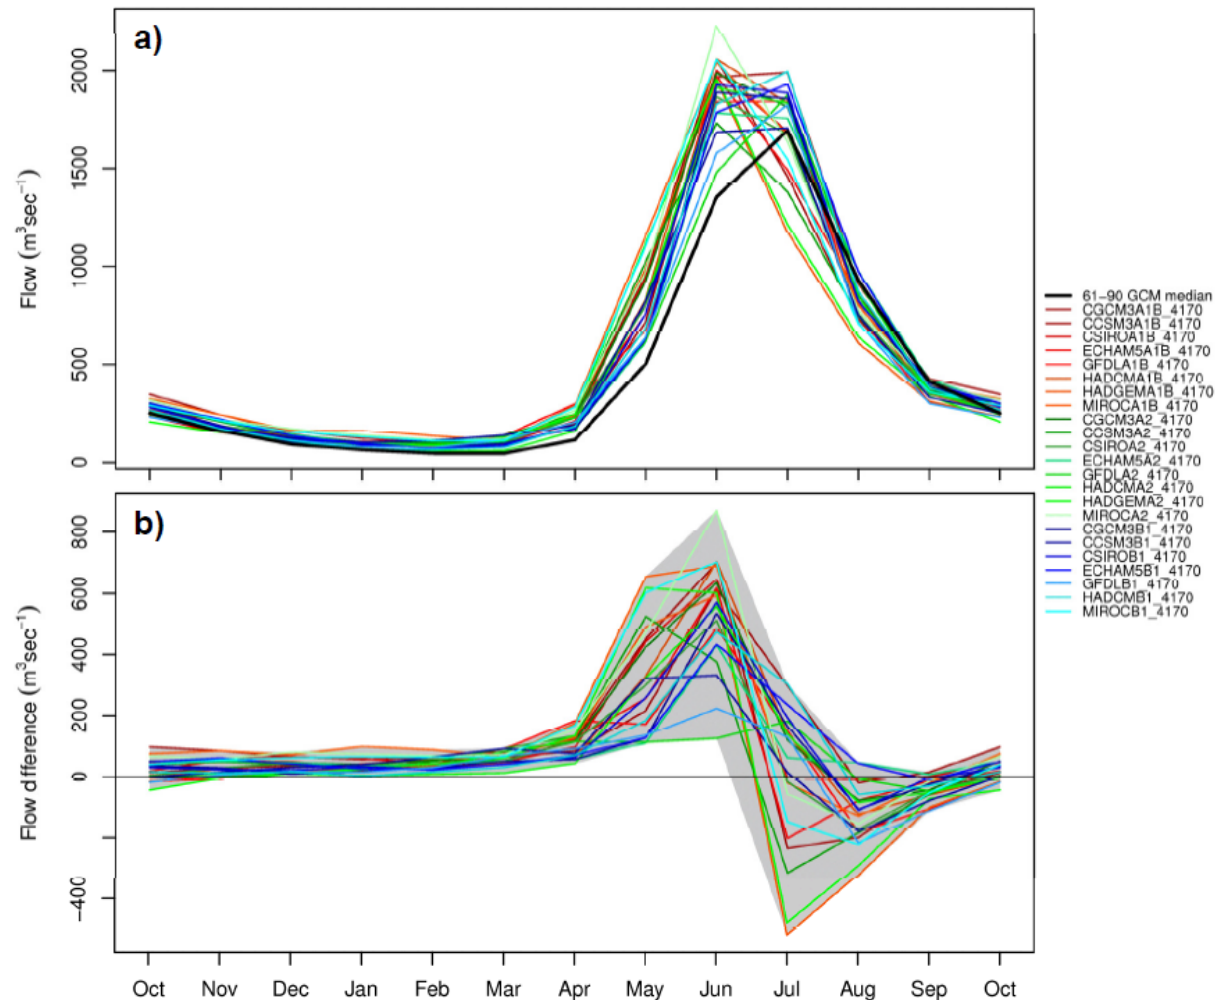 a)
2000
1500
1000
500
0
Flow (m³sec⁻¹)
61−90 GCM median
CGCM3A1B_4170
CCSM3A1B_4170
CSIROA1B_4170
ECHAM5A1B_4170
GFDLA1B_4170
HADCMA1B_4170
HADGEMA1B_4170
MIROCA1B_4170
CGCM3A2_4170
CCSM3A2_4170
CSIROA2_4170
ECHAM5A2_4170
GFDLA2_4170
HADCMA2_4170
HADGEMA2_4170
MIROCA2_4170
CGCM3B1_4170
CCSM3B1_4170
CSIROB1_4170
ECHAM5B1_4170
GFDLB1_4170
HADCMB1_4170
MIROCB1_4170
b)
800
600
400
200
0
−200
−400
Flow difference (m³sec⁻¹)
Oct Nov Dec Jan Feb Mar Apr May Jun Jul Aug Sep Oct